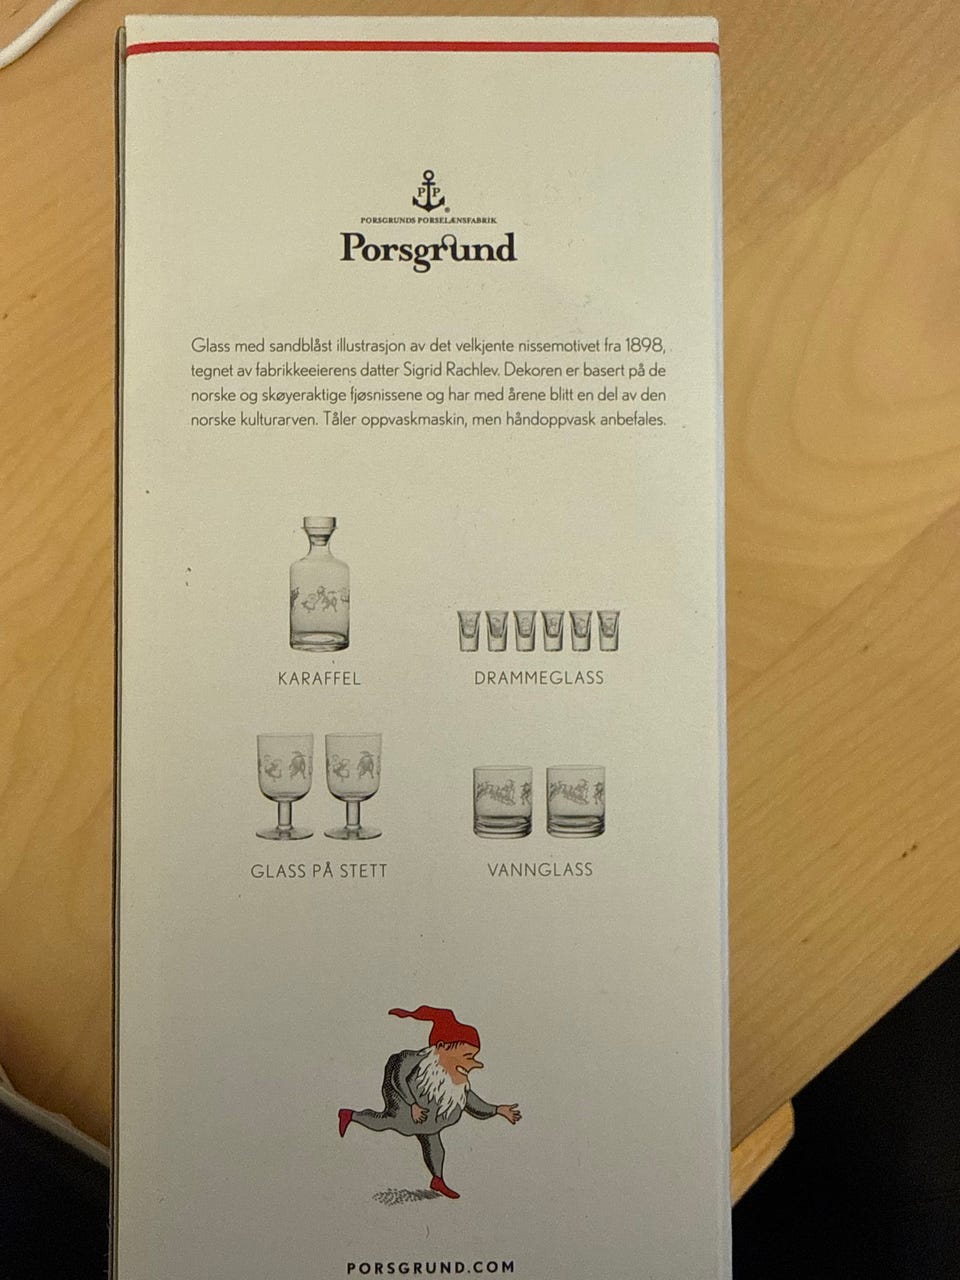 P P
PORSGRUNDS PORSELÆNSFABRIK
Porsgrund
Glass med sandblåst illustrasjon av det velkjente nissemotivet fra 1898,
tegnet av fabrikkeeierens datter Sigrid Rachlev. Dekoren er basert på de
norske og skøyeraktige fjøsnissene og har med årene blitt en del av den
norske kulturarven. Tåler oppvaskmaskin, men håndoppvask anbefales.
KARAFFEL
DRAMMEGLASS
GLASS PÅ STETT
VANNGLASS
PORSGRUND.COM